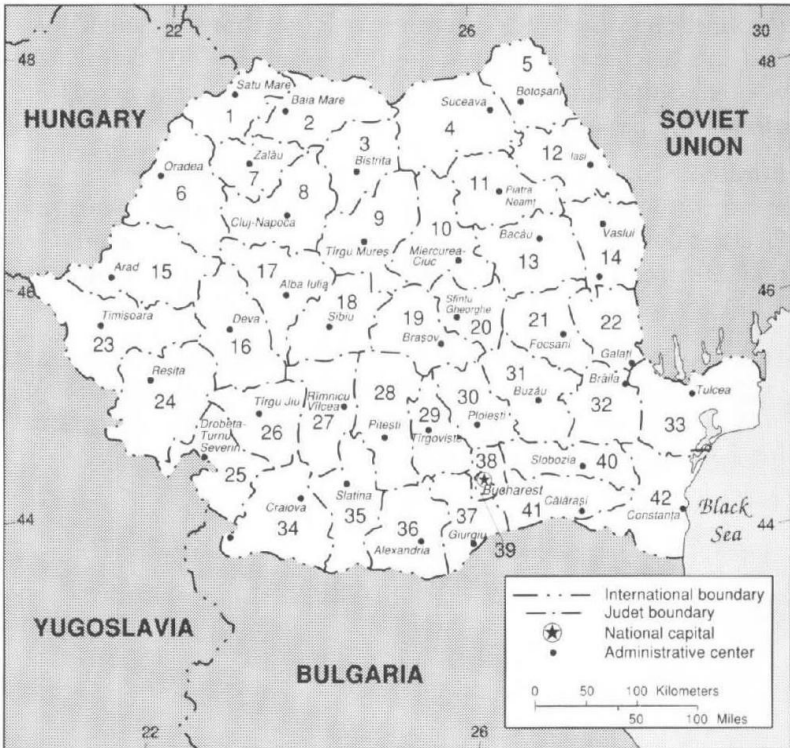 22
26
30
48
48
5
Satu Mare
Baia Mare
Suceava
Botoşani
HUNGARY
SOVIET
UNION
1
2
3
4
Zalău
Bistrita
12
Iasi
Oradea
7
8
11
Piatra
Neamţ
6
Cluj-Napoca
9
10
Bacău
Vaslui
Tîrgu Mureş
Miercurea-
Ciuc
13
14
Arad
15
17
Alba Iulia
46
46
18
Sfintu
Gheorghe
Timişoara
Deva
Sibiu
19
20
21
22
23
16
Braşov
Focsani
Galaţi
Reşiţa
31
Brăila
24
Tîrgu Jiu
Rimnicu
Vilcea
28
30
Buzău
32
Tulcea
33
Drobeta-
Turnu
Severin
26
27
Piteşti
29
Ploieşti
Tîrgovişte
38
Slobozia
40
25
Slatina
Bucharest
42
Craiova
34
35
36
37
41
Călăraşi
Constanţa
Black
Sea
44
44
Alexandria
Giurgiu
39
YUGOSLAVIA
BULGARIA
International boundary
Judet boundary
National capital
Administrative center
0 50 100 Kilometers
50 100 Miles
22
26